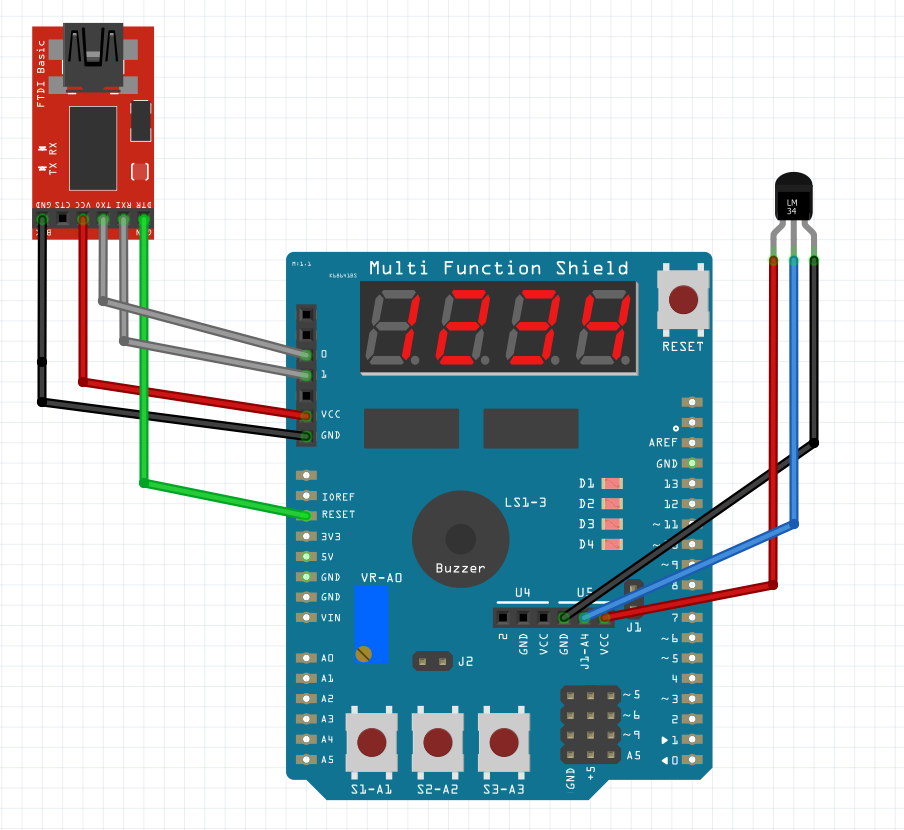 FTDI Basic
TX RX
GND CTS VCC TXO RXI DTR
LM
34
Multi Function Shield
RESET
0
1
VCC
GND
IOREF
RESET
3V3
5V
GND
GND
VIN
A0
A1
A2
A3
A4
A5
AREF
GND
13
12
~11
~9
8
7
~6
~5
4
~3
2
1
0
D1
D2
D3
D4
LS1-3
Buzzer
VR-A0
U4
U5
2
GND
VCC
GND
J1-A4
VCC
J1
J2
~5
~6
~9
A5
GND
+5
S1-A1
S2-A2
S3-A3
1234